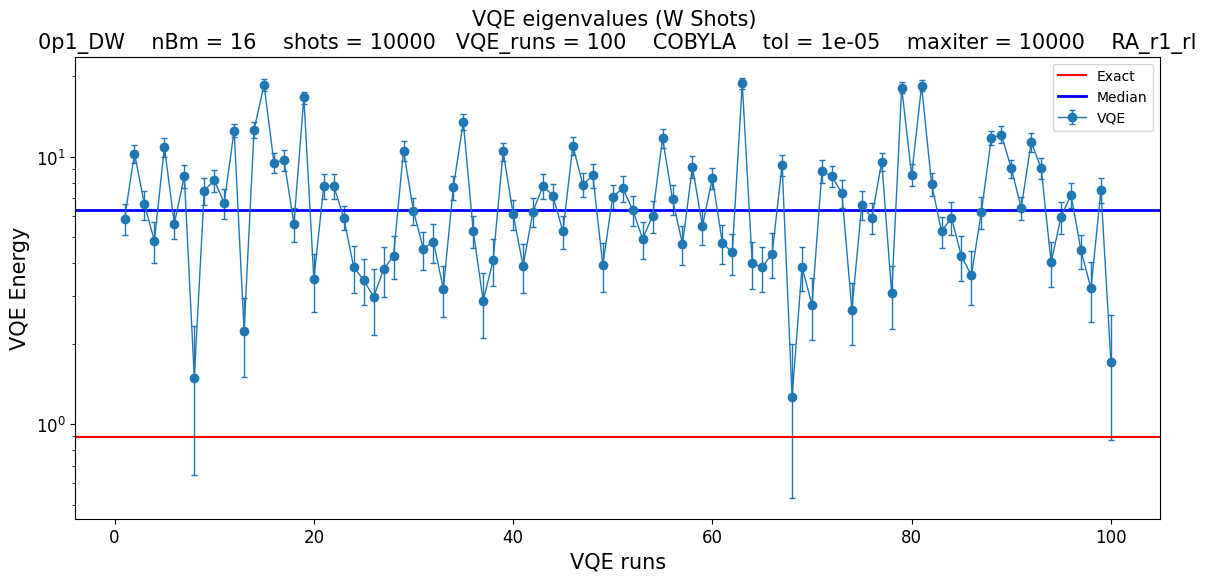 VQE eigenvalues (W Shots)
0p1_DW    nBm = 16    shots = 10000   VQE_runs = 100    COBYLA    tol = 1e-05    maxiter = 10000    RA_r1_rl
Exact
Median
VQE
VQE Energy
10¹
10⁰
0 20 40 60 80 100
VQE runs